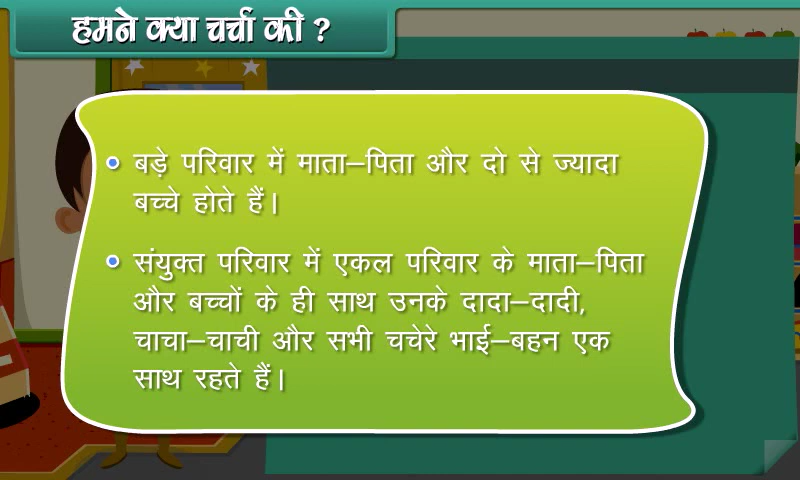 हमने क्या चर्चा की ?
बड़े परिवार में माता–पिता और दो से ज्यादा
बच्चे होते हैं।
संयुक्त परिवार में एकल परिवार के माता–पिता
और बच्चों के ही साथ उनके दादा–दादी,
चाचा–चाची और सभी चचेरे भाई–बहन एक
साथ रहते हैं।